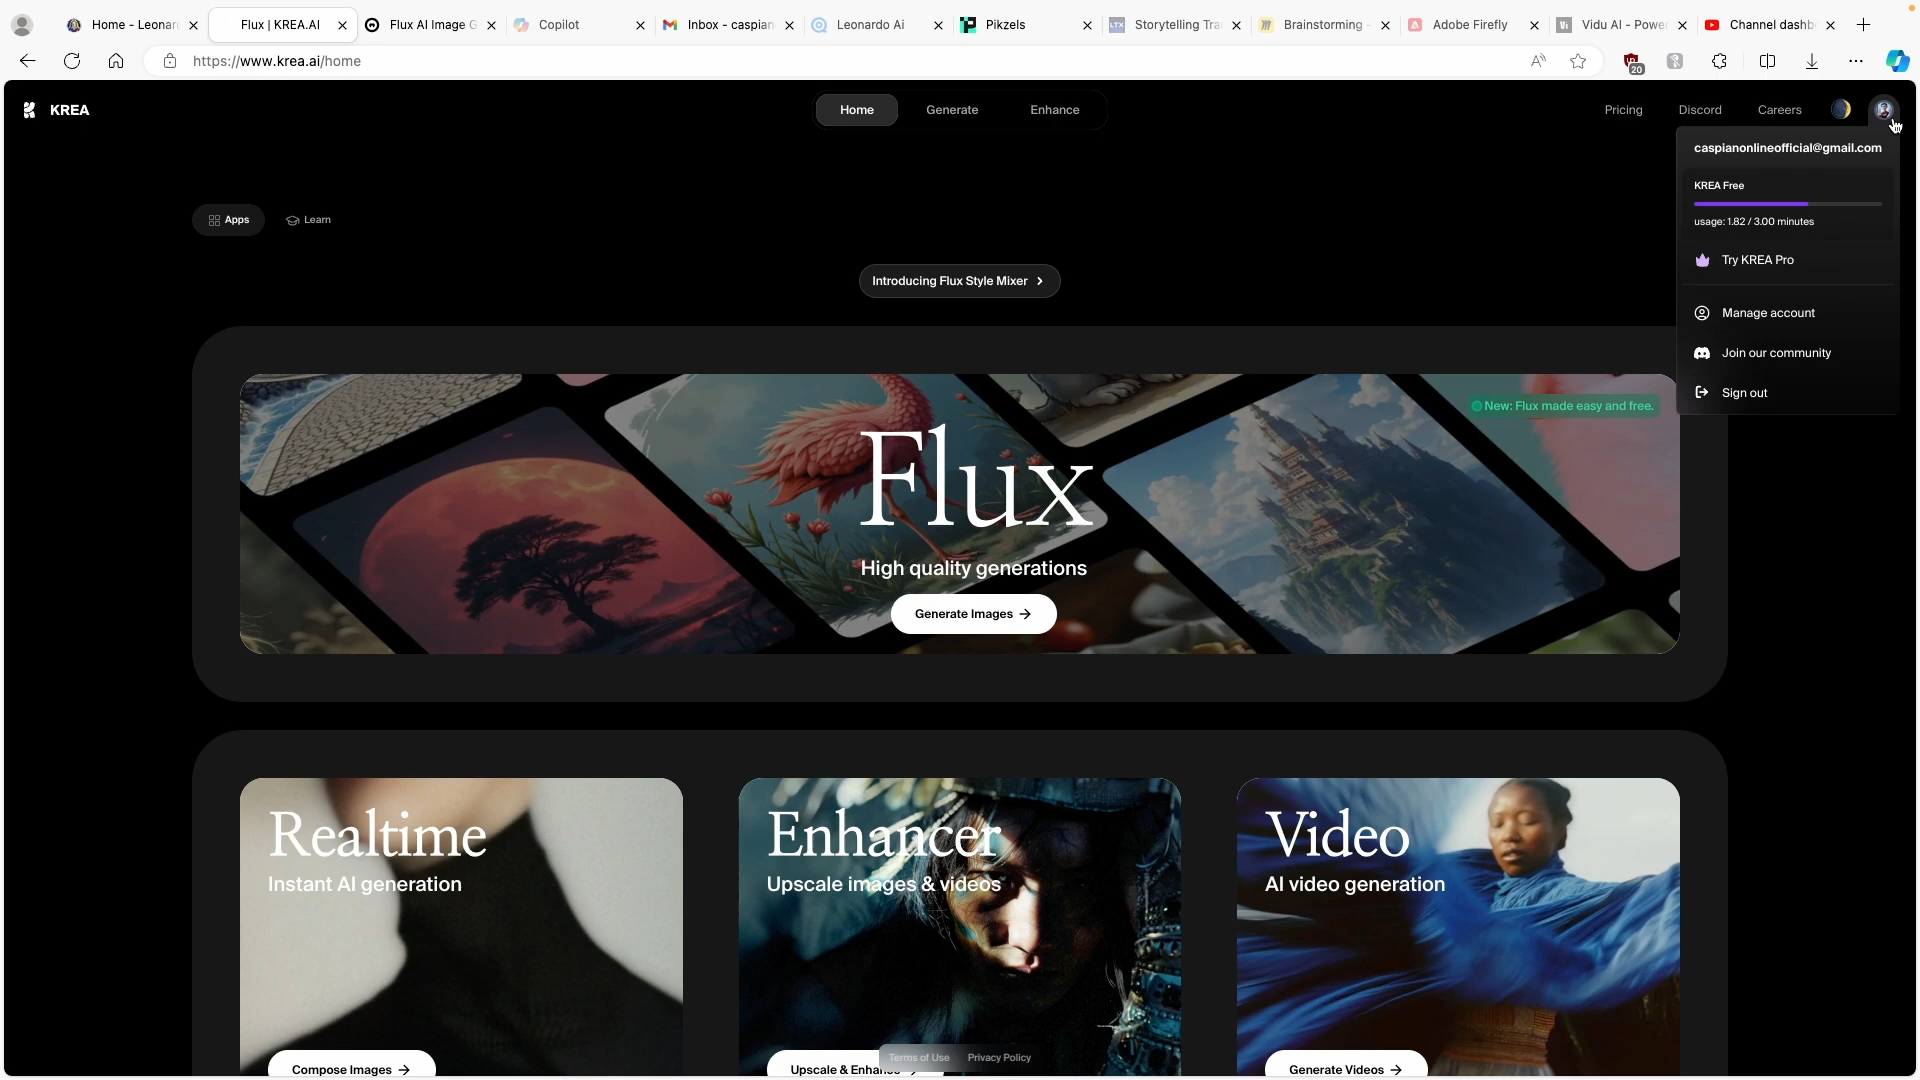 Home - Leonar
Flux | KREA.AI
Flux AI Image G
Copilot
Inbox - caspian
Leonardo Ai
Pikzels
LTX
Storytelling Tra
Brainstorming -
Adobe Firefly
Vi
Vidu AI - Power
Channel dashb
https://www.krea.ai/home
20
KREA
Home
Generate
Enhance
Pricing
Discord
Careers
caspianonlineofficial@gmail.com
KREA Free
usage: 1.82 / 3.00 minutes
Try KREA Pro
Manage account
Join our community
Sign out
Apps
Learn
Introducing Flux Style Mixer
New: Flux made easy and free.
Flux
High quality generations
Generate Images
Realtime
Instant AI generation
Compose Images
Enhancer
Upscale images & videos
Upscale & Enhance
Video
AI video generation
Generate Videos
Terms of Use
Privacy Policy